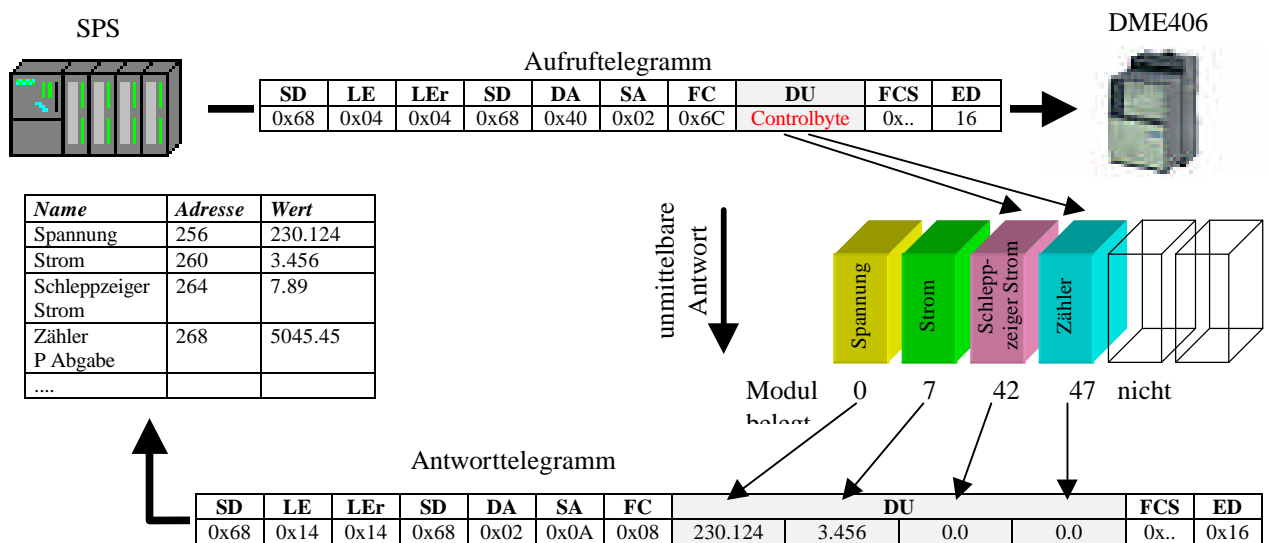 SPS
DME406
Aufruftelegramm
SD LE LEr SD DA SA FC DU FCS ED
0x68 0x04 0x04 0x68 0x40 0x02 0x6C Controlbyte 0x.. 16
Name Adresse Wert
Spannung 256 230.124
Strom 260 3.456
Schleppzeiger
Strom 264 7.89
Zähler
P Abgabe 268 5045.45
....
unmittelbare
Antwort
Spannung
Strom
Schlepp-
zeiger Strom
Zähler
Modul 0 7 42 47 nicht
belegt
Antworttelegramm
SD LE LEr SD DA SA FC DU FCS ED
0x68 0x14 0x14 0x68 0x02 0x0A 0x08 230.124 3.456 0.0 0.0 0x.. 0x16